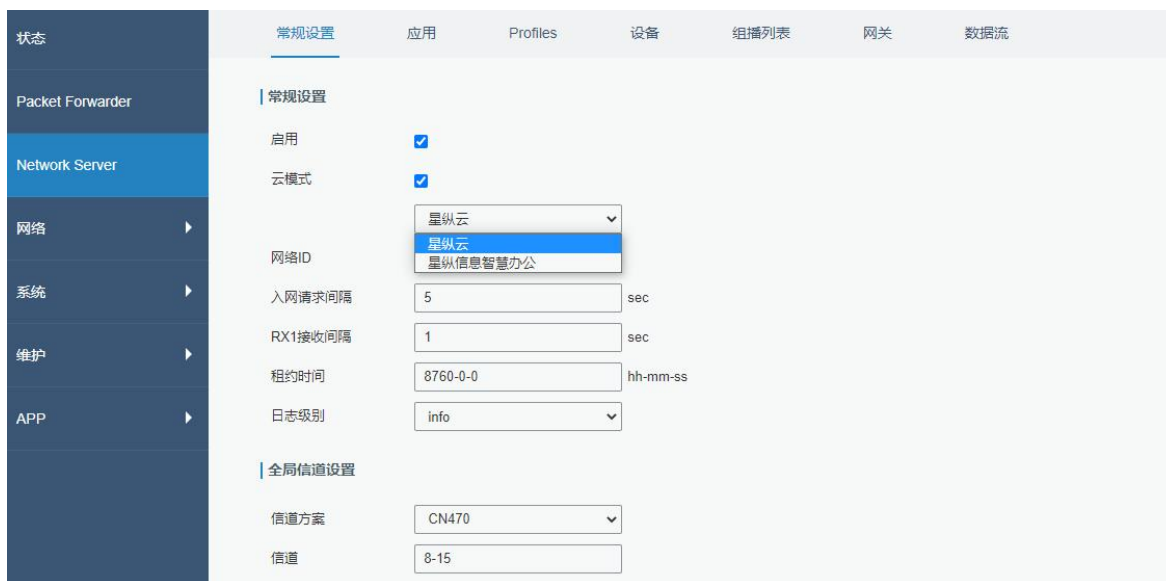 状态
Packet Forwarder
Network Server
网络
系统
维护
APP
常规设置 应用 Profiles 设备 组播列表 网关 数据流
常规设置
启用
云模式
星纵云
星纵云
星纵信息智慧办公
网络ID
入网请求间隔 5 sec
RX1接收间隔 1 sec
租约时间 8760-0-0 hh-mm-ss
日志级别 info
全局信道设置
信道方案 CN470
信道 8-15